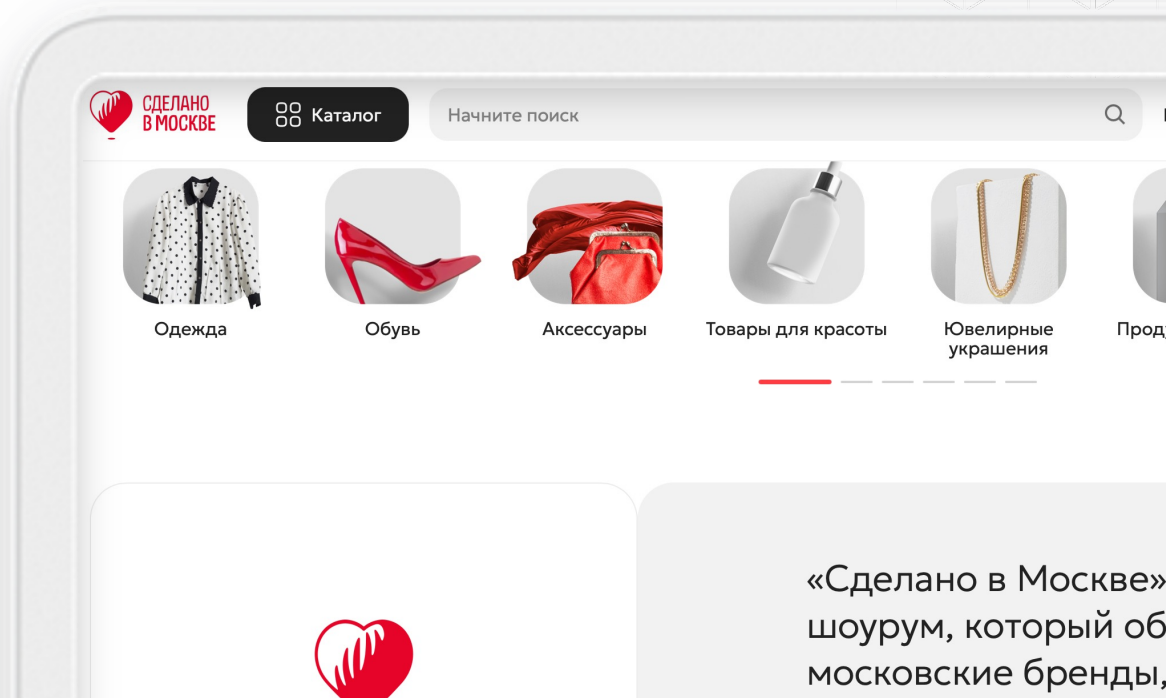 СДЕЛАНО
В МОСКВЕ
Каталог
Начните поиск
Одежда
Обувь
Аксессуары
Товары для красоты
Ювелирные
украшения
«Сделано в Москве»
шоурум, который
московские бренды,